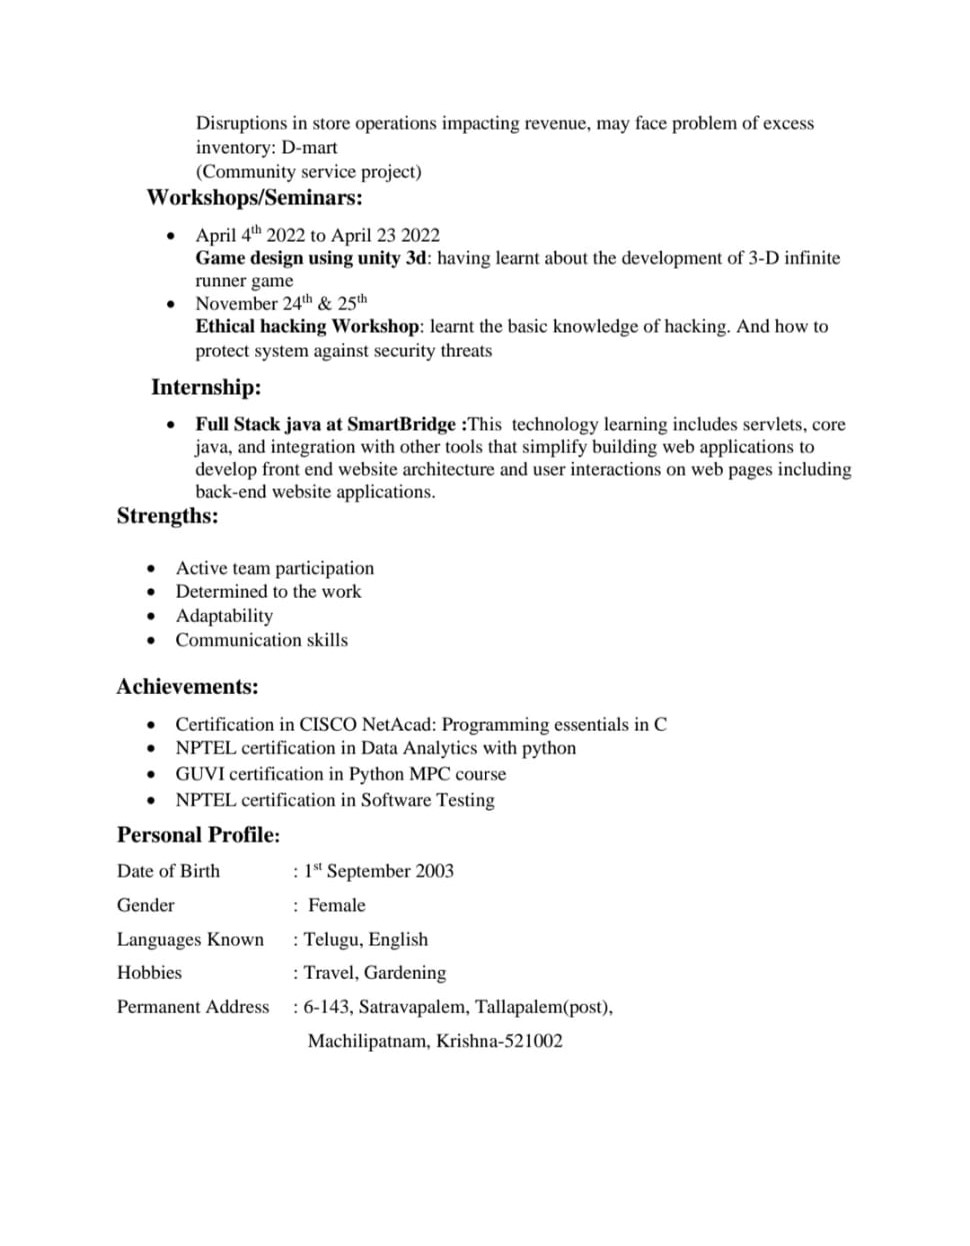 Disruptions in store operations impacting revenue, may face problem of excess
inventory: D-mart
(Community service project)
Workshops/Seminars:
• April 4th 2022 to April 23 2022
Game design using unity 3d: having learnt about the development of 3-D infinite
runner game
• November 24th & 25th
Ethical hacking Workshop: learnt the basic knowledge of hacking. And how to
protect system against security threats
Internship:
• Full Stack java at SmartBridge :This  technology learning includes servlets, core
java, and integration with other tools that simplify building web applications to
develop front end website architecture and user interactions on web pages including
back-end website applications.
Strengths:
• Active team participation
• Determined to the work
• Adaptability
• Communication skills
Achievements:
• Certification in CISCO NetAcad: Programming essentials in C
• NPTEL certification in Data Analytics with python
• GUVI certification in Python MPC course
• NPTEL certification in Software Testing
Personal Profile:
Date of Birth : 1st September 2003
Gender : Female
Languages Known : Telugu, English
Hobbies : Travel, Gardening
Permanent Address : 6-143, Satravapalem, Tallapalem(post),
Machilipatnam, Krishna-521002